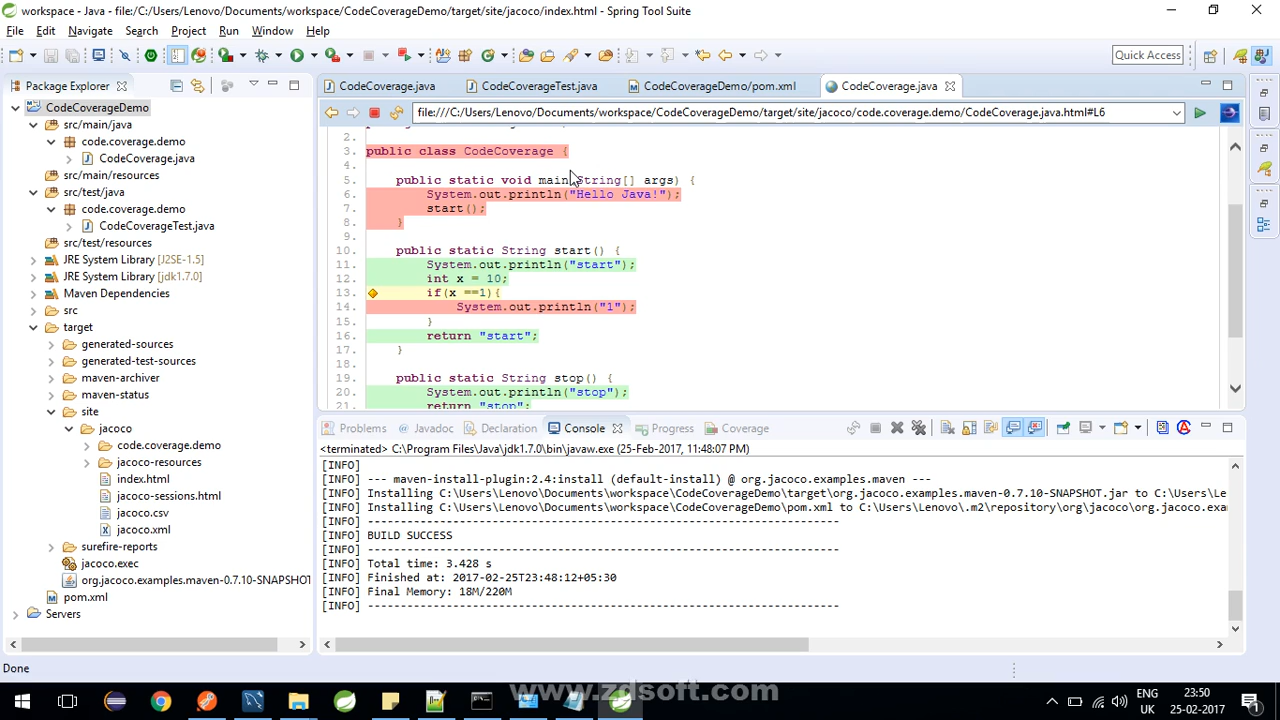 workspace - Java - file:/C:/Users/Lenovo/Documents/workspace/CodeCoverageDemo/target/site/jacoco/index.html - Spring Tool Suite
File Edit Navigate Search Project Run Window Help
Quick Access
Package Explorer
CodeCoverageDemo
src/main/java
code.coverage.demo
CodeCoverage.java
src/main/resources
src/test/java
code.coverage.demo
CodeCoverageTest.java
src/test/resources
JRE System Library [J2SE-1.5]
JRE System Library [jdk1.7.0]
Maven Dependencies
src
target
generated-sources
generated-test-sources
maven-archiver
maven-status
site
jacoco
code.coverage.demo
jacoco-resources
index.html
jacoco-sessions.html
jacoco.csv
jacoco.xml
surefire-reports
jacoco.exec
org.jacoco.examples.maven-0.7.10-SNAPSHOT
pom.xml
Servers
CodeCoverage.java CodeCoverageTest.java CodeCoverageDemo/pom.xml CodeCoverage.java
file:///C:/Users/Lenovo/Documents/workspace/CodeCoverageDemo/target/site/jacoco/code.coverage.demo/CodeCoverage.java.html#L6
2.
3. public class CodeCoverage {
4.
5. public static void main(String[] args) {
6. System.out.println("Hello Java!");
7. start();
8. }
9.
10. public static String start() {
11. System.out.println("start");
12. int x = 10;
13. if(x ==1){
14. System.out.println("1");
15. }
16. return "start";
17. }
18.
19. public static String stop() {
20. System.out.println("stop");
21. return "stop";
Problems Javadoc Declaration Console Progress Coverage
<terminated> C:\Program Files\Java\jdk1.7.0\bin\javaw.exe (25-Feb-2017, 11:48:07 PM)
[INFO]
[INFO] --- maven-install-plugin:2.4:install (default-install) @ org.jacoco.examples.maven ---
[INFO] Installing C:\Users\Lenovo\Documents\workspace\CodeCoverageDemo\target\org.jacoco.examples.maven-0.7.10-SNAPSHOT.jar to C:\Users\Le
[INFO] Installing C:\Users\Lenovo\Documents\workspace\CodeCoverageDemo\pom.xml to C:\Users\Lenovo\.m2\repository\org\jacoco\org.jacoco.exa
[INFO] ------------------------------------------------------------------------
[INFO] BUILD SUCCESS
[INFO] ------------------------------------------------------------------------
[INFO] Total time: 3.428 s
[INFO] Finished at: 2017-02-25T23:48:12+05:30
[INFO] Final Memory: 18M/220M
[INFO] ------------------------------------------------------------------------
Done
www.zdsoft.com
ENG 23:50
UK 25-02-2017